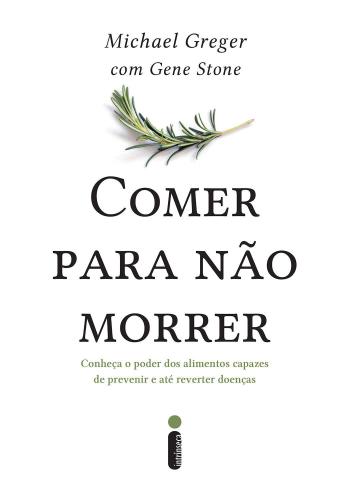 Michael Greger
com Gene Stone
COMER
PARA NÃO
MORRER
Conheça o poder dos alimentos capazes
de prevenir e até reverter doenças
intrínseca